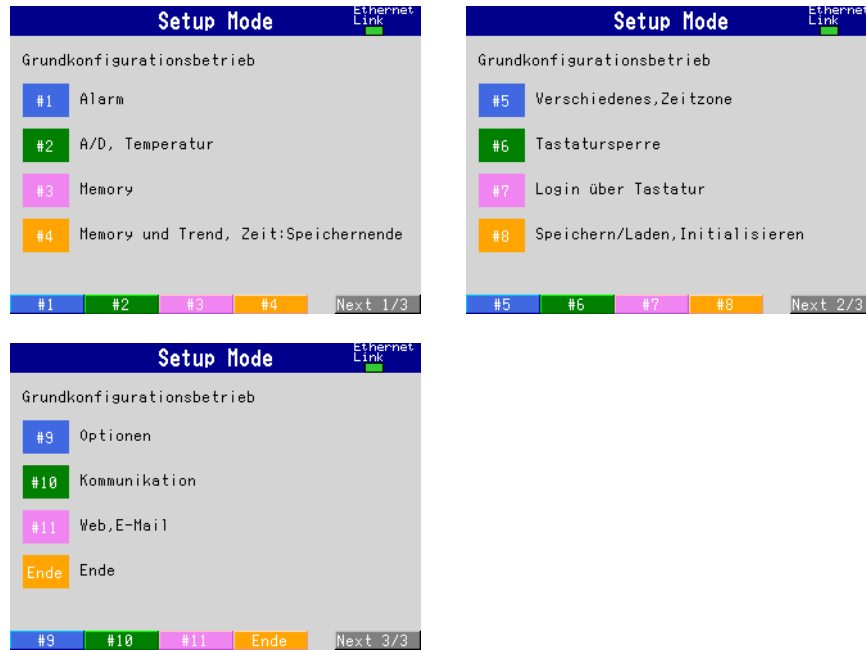 Setup Mode
Ethernet
Link
Grundkonfigurationsbetrieb
#1 Alarm
#2 A/D, Temperatur
#3 Memory
#4 Memory und Trend, Zeit:Speichernende
#1 #2 #3 #4 Next 1/3
Setup Mode
Ethernet
Link
Grundkonfigurationsbetrieb
#5 Verschiedenes,Zeitzone
#6 Tastatursperre
#7 Login über Tastatur
#8 Speichern/Laden,Initialisieren
#5 #6 #7 #8 Next 2/3
Setup Mode
Ethernet
Link
Grundkonfigurationsbetrieb
#9 Optionen
#10 Kommunikation
#11 Web,E-Mail
Ende Ende
#9 #10 #11 Ende Next 3/3